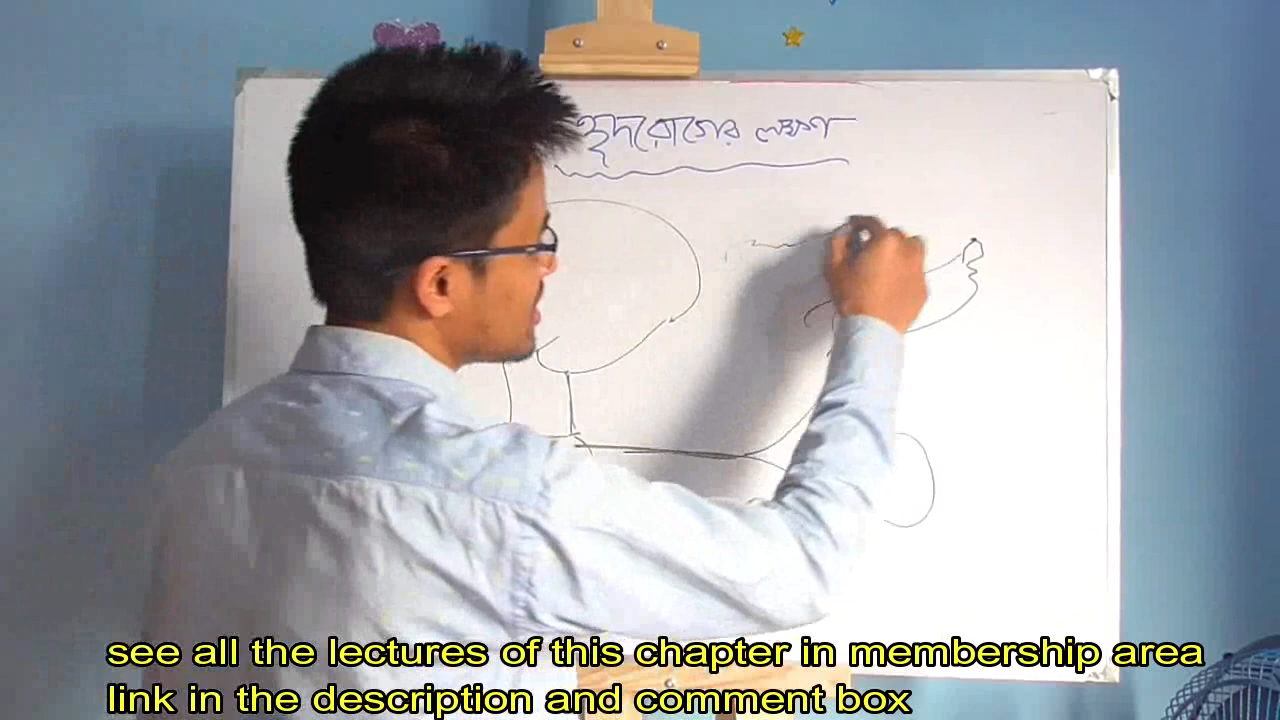 হৃদরোগের লক্ষণ
see all the lectures of this chapter in membership area
link in the description and comment box